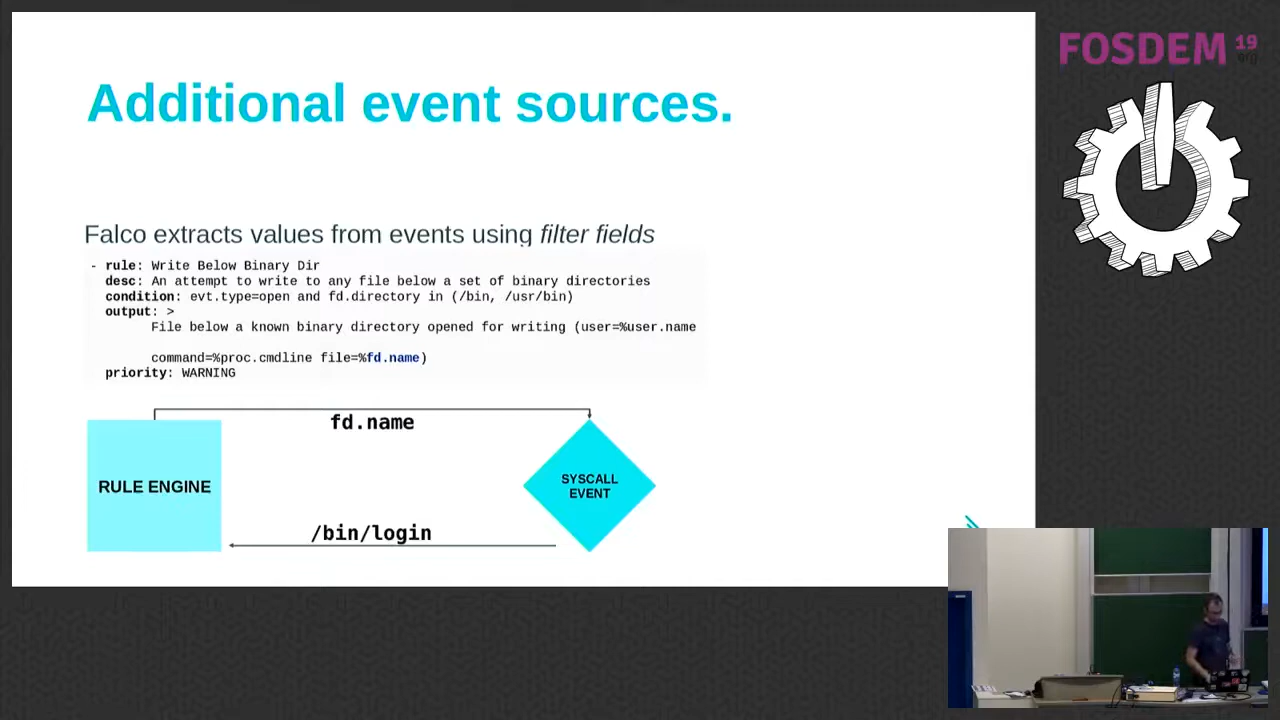 FOSDEM 19
.org
Additional event sources.
Falco extracts values from events using filter fields
- rule: Write Below Binary Dir
desc: An attempt to write to any file below a set of binary directories
condition: evt.type=open and fd.directory in (/bin, /usr/bin)
output: >
File below a known binary directory opened for writing (user=%user.name
command=%proc.cmdline file=%fd.name)
priority: WARNING
fd.name
RULE ENGINE
SYSCALL
EVENT
/bin/login